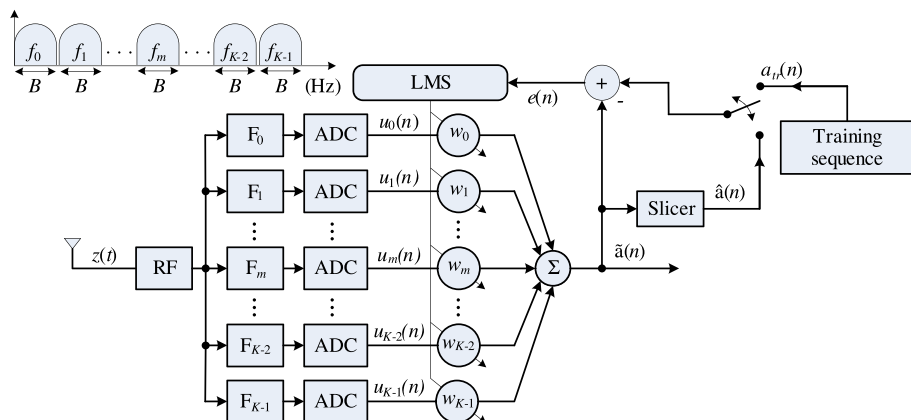 f0 f1 · · · fm · · · fK-2 fK-1
B B B B B (Hz)
LMS
e(n)
+
-
atr(n)
Training
sequence
F0 ADC u0(n) w0
F1 ADC u1(n) w1
Slicer
â(n)
z(t)
RF
Fm ADC um(n) wm
Σ
ã(n)
FK-2 ADC uK-2(n) wK-2
FK-1 ADC uK-1(n) wK-1